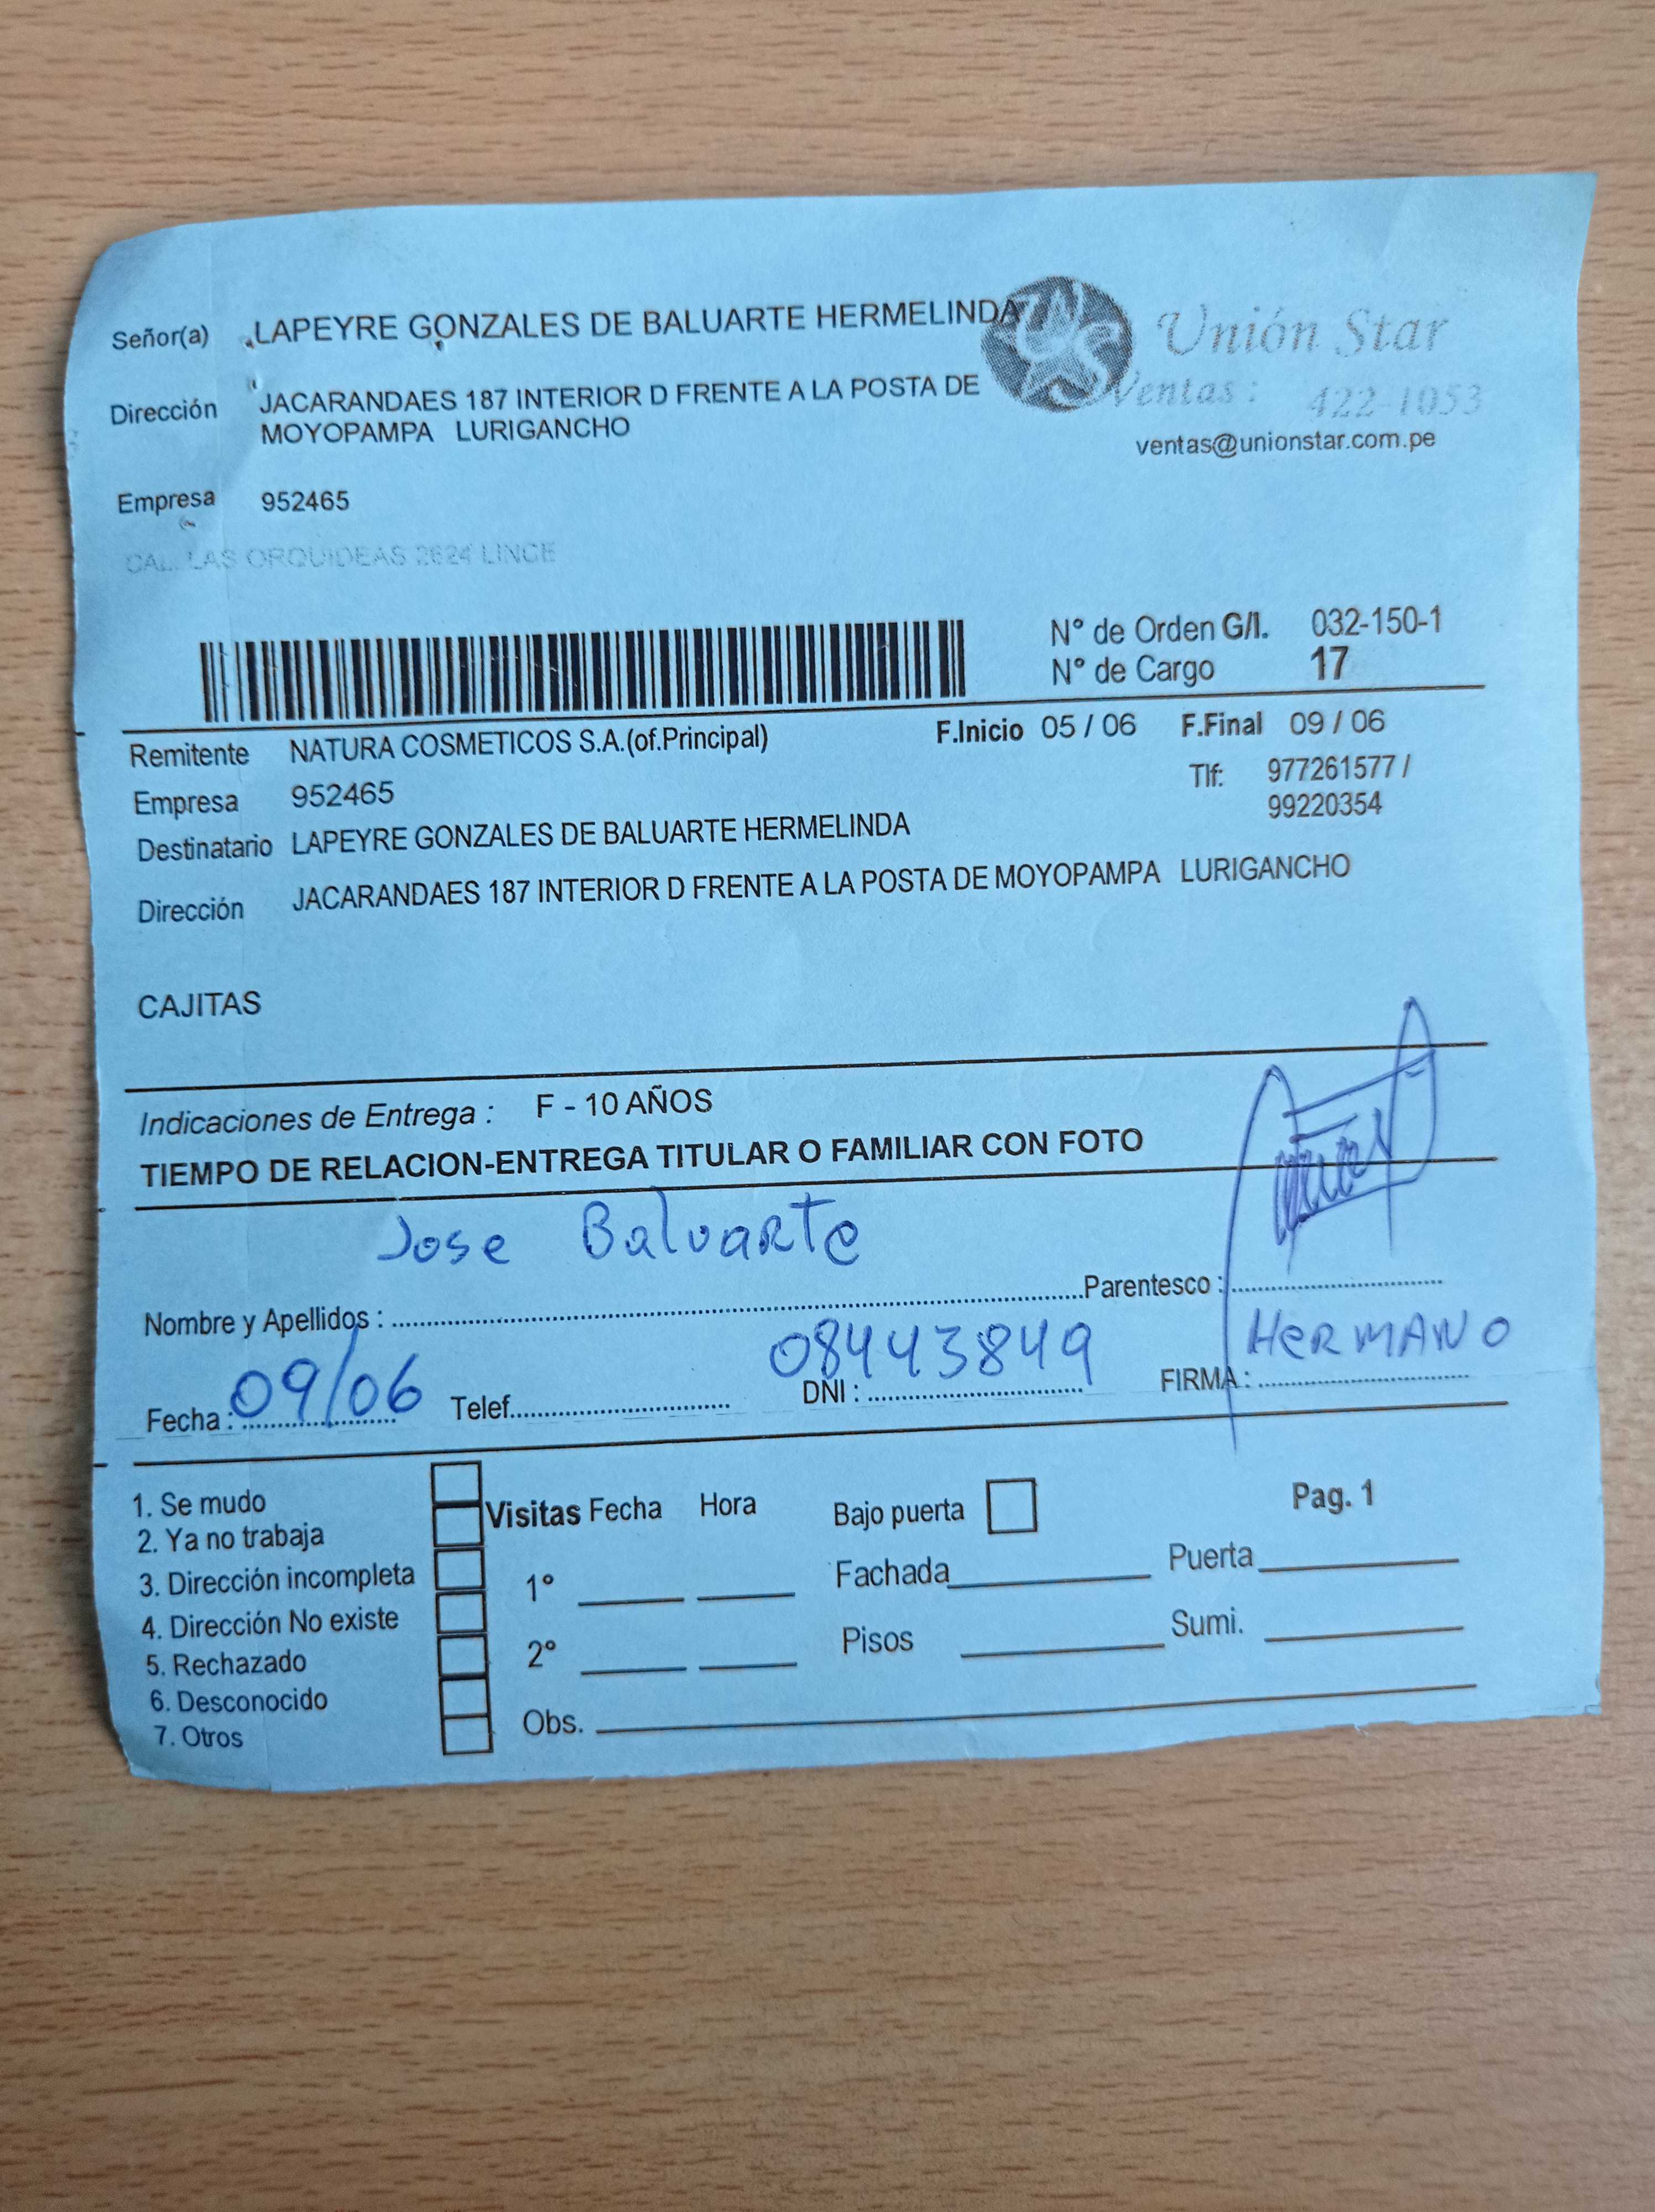 Señor(a) LAPEYRE GONZALES DE BALUARTE HERMELINDA
Unión Star
Dirección JACARANDAES 187 INTERIOR D FRENTE A LA POSTA DE
MOYOPAMPA LURIGANCHO
Ventas : 422-1053
ventas@unionstar.com.pe
Empresa 952465
CAL. LAS ORQUIDEAS 2624 LINCE
N° de Orden G/I. 032-150-1
N° de Cargo 17
Remitente NATURA COSMETICOS S.A.(of.Principal) F.Inicio 05 / 06 F.Final 09 / 06
Empresa 952465 Tlf: 977261577 /
99220354
Destinatario LAPEYRE GONZALES DE BALUARTE HERMELINDA
Dirección JACARANDAES 187 INTERIOR D FRENTE A LA POSTA DE MOYOPAMPA LURIGANCHO
CAJITAS
Indicaciones de Entrega : F - 10 AÑOS
TIEMPO DE RELACION-ENTREGA TITULAR O FAMILIAR CON FOTO
Jose Baluarte
Nombre y Apellidos : Parentesco :
HERMANO
Fecha : 09/06 Telef. DNI : 08443849 FIRMA :
1. Se mudo
2. Ya no trabaja
3. Dirección incompleta
4. Dirección No existe
5. Rechazado
6. Desconocido
7. Otros
Visitas Fecha Hora
1°
2°
Obs.
Bajo puerta
Pag. 1
Fachada Puerta
Pisos Sumi.